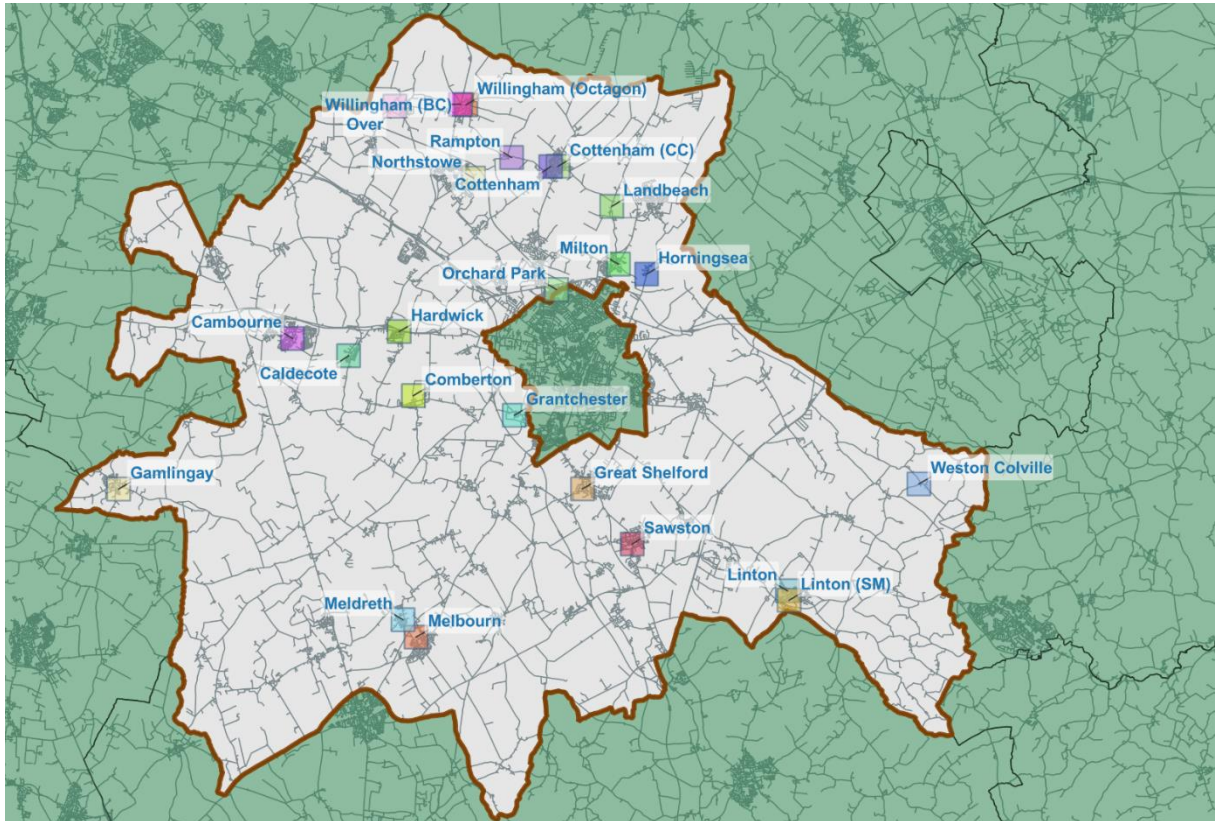 Willingham (Octagon)
Willingham (BC)
Over
Rampton
Cottenham (CC)
Northstowe
Cottenham
Landbeach
Milton
Horningsea
Orchard Park
Cambourne
Hardwick
Caldecote
Comberton
Grantchester
Gamlingay
Great Shelford
Weston Colville
Sawston
Linton
Linton (SM)
Meldreth
Melbourn